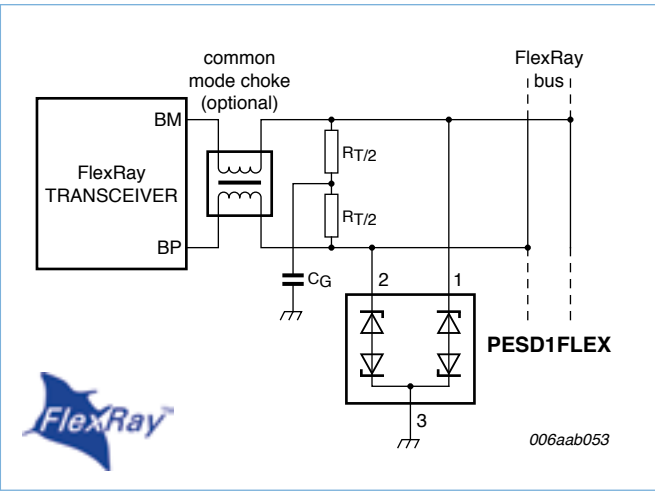 common
mode choke
(optional)
FlexRay
bus
BM
FlexRay
TRANSCEIVER
BP
RT/2
RT/2
CG
2
1
PESD1FLEX
3
FlexRay™
006aab053